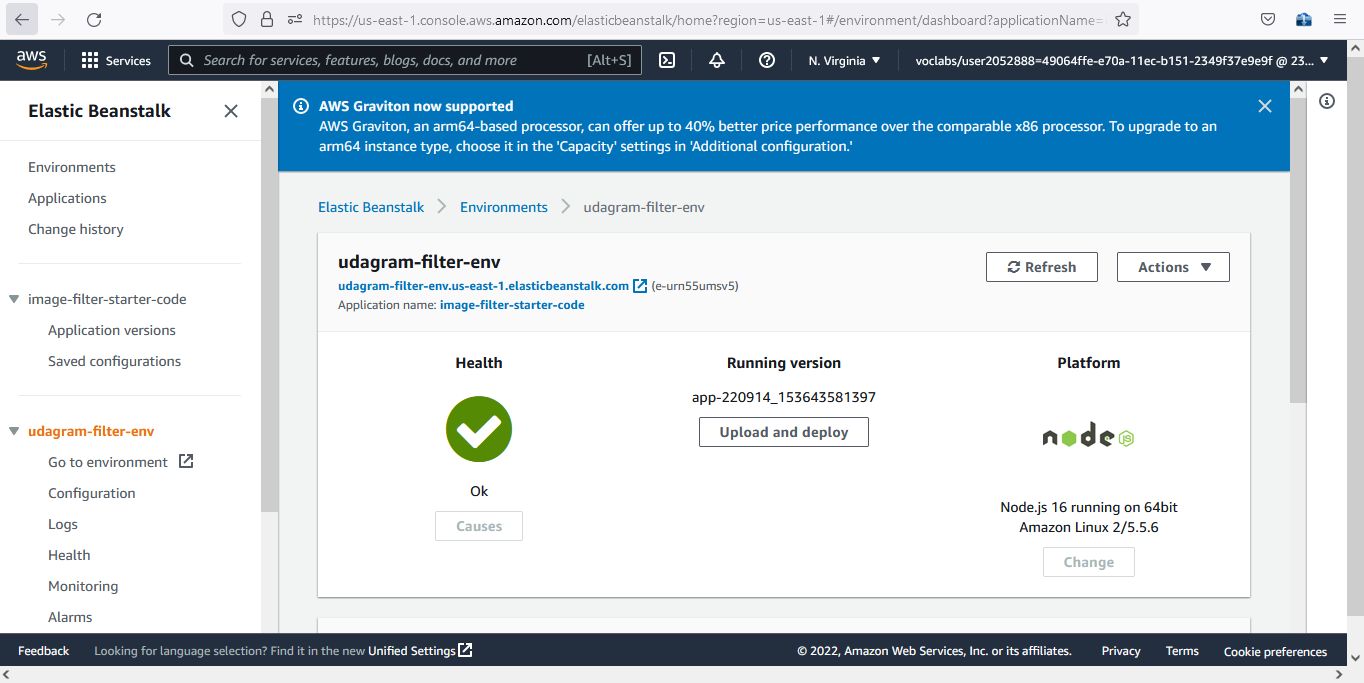 https://us-east-1.console.aws.amazon.com/elasticbeanstalk/home?region=us-east-1#/environment/dashboard?applicationName=
aws
Services
Search for services, features, blogs, docs, and more
[Alt+S]
N. Virginia
voclabs/user2052888=49064ffe-e70a-11ec-b151-2349f37e9e9f @ 23...
Elastic Beanstalk
Environments
Applications
Change history
image-filter-starter-code
Application versions
Saved configurations
udagram-filter-env
Go to environment
Configuration
Logs
Health
Monitoring
Alarms
AWS Graviton now supported
AWS Graviton, an arm64-based processor, can offer up to 40% better price performance over the comparable x86 processor. To upgrade to an
arm64 instance type, choose it in the 'Capacity' settings in 'Additional configuration.'
Elastic Beanstalk
Environments
udagram-filter-env
udagram-filter-env
udagram-filter-env.us-east-1.elasticbeanstalk.com (e-urn55umsv5)
Application name: image-filter-starter-code
Refresh
Actions
Health
Ok
Causes
Running version
app-220914_153643581397
Upload and deploy
Platform
node
JS
Node.js 16 running on 64bit
Amazon Linux 2/5.5.6
Change
Feedback
Looking for language selection? Find it in the new Unified Settings
© 2022, Amazon Web Services, Inc. or its affiliates.
Privacy
Terms
Cookie preferences